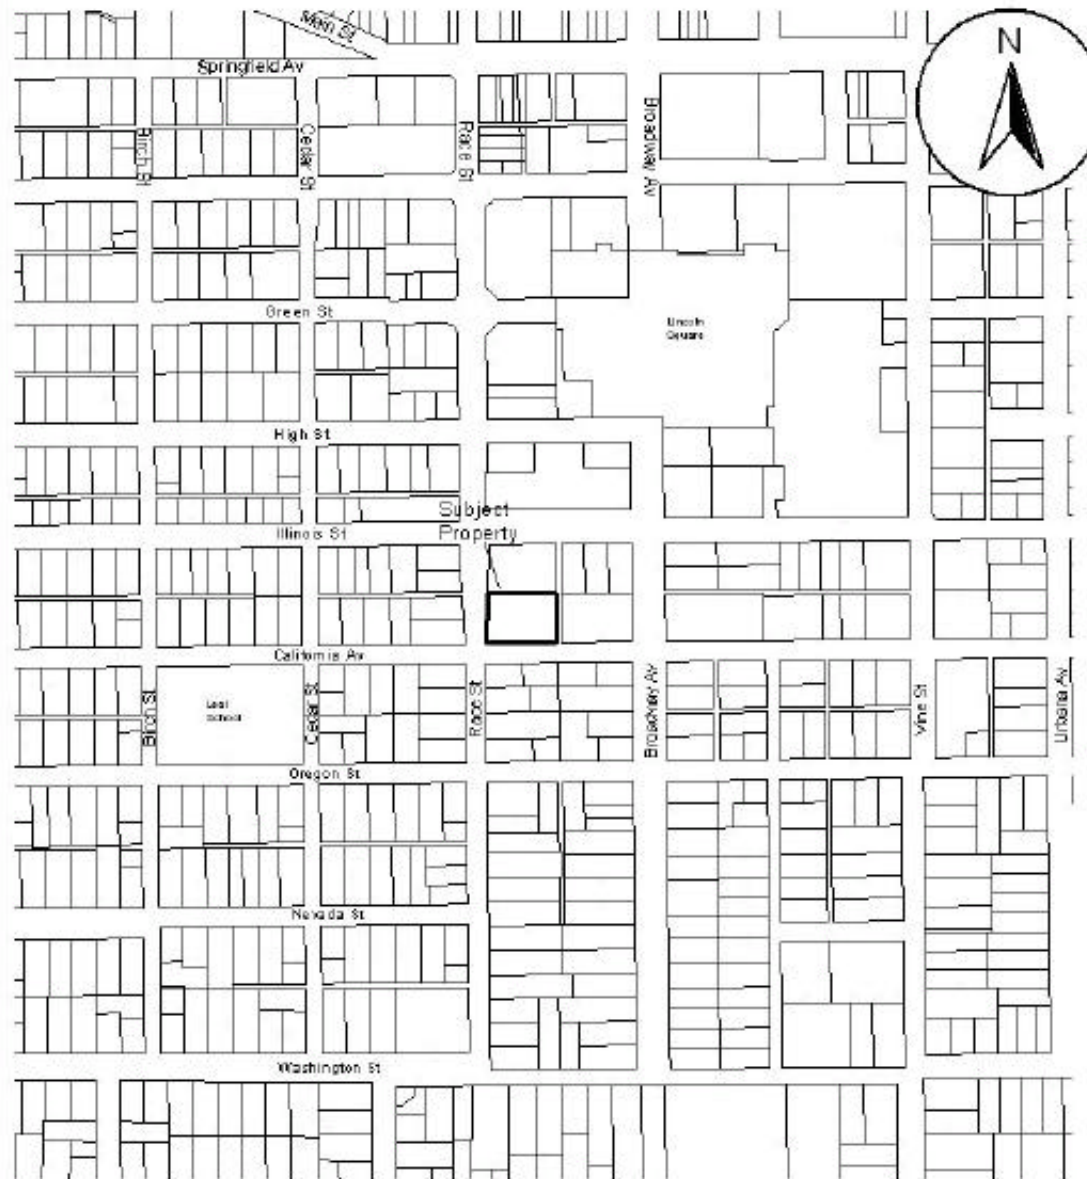 Main St
N
Springfield Av
Birch St
Cedar St
Race St
Broadway Av
Green St
Lincoln
Square
High St
Subject
Property
Illinois St
California Av
Birch St
Leal
School
Cedar St
Race St
Broadway Av
Vine St
Urbana Av
Oregon St
Nevada St
Washington St